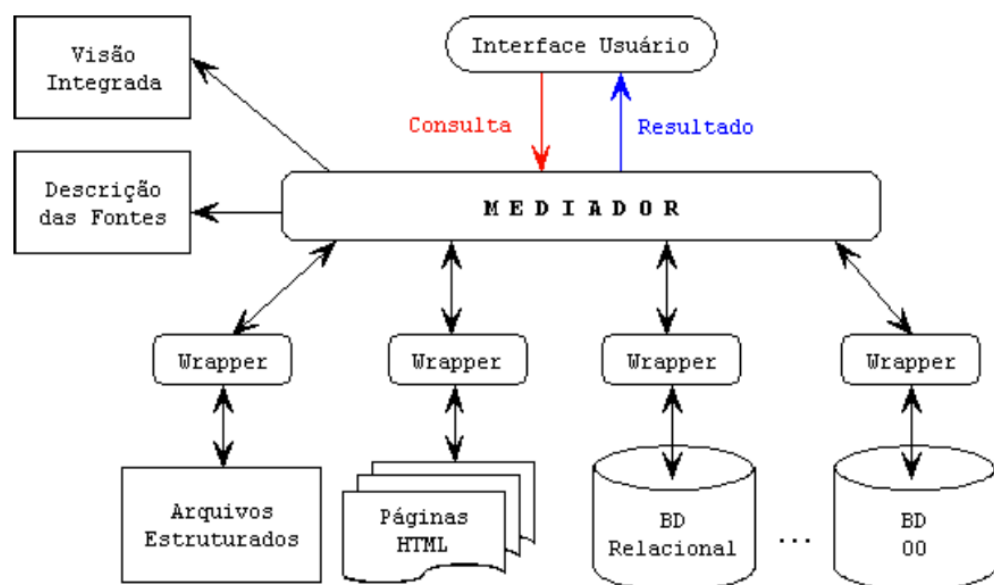 Visão
Integrada
Interface Usuário
Consulta
Resultado
Descrição
das Fontes
M E D I A D O R
Wrapper
Wrapper
Wrapper
Wrapper
Arquivos
Estruturados
Páginas
HTML
BD
Relacional
...
BD
OO